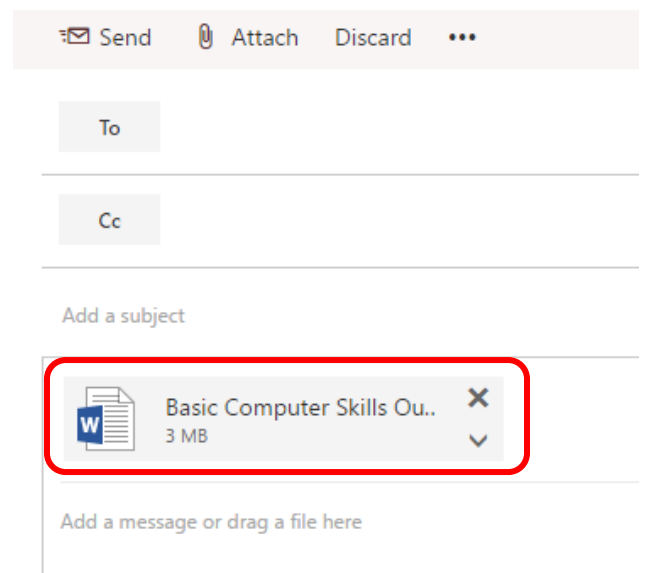 Send Attach Discard •••
To
Cc
Add a subject
W
Basic Computer Skills Ou..
3 MB
Add a message or drag a file here